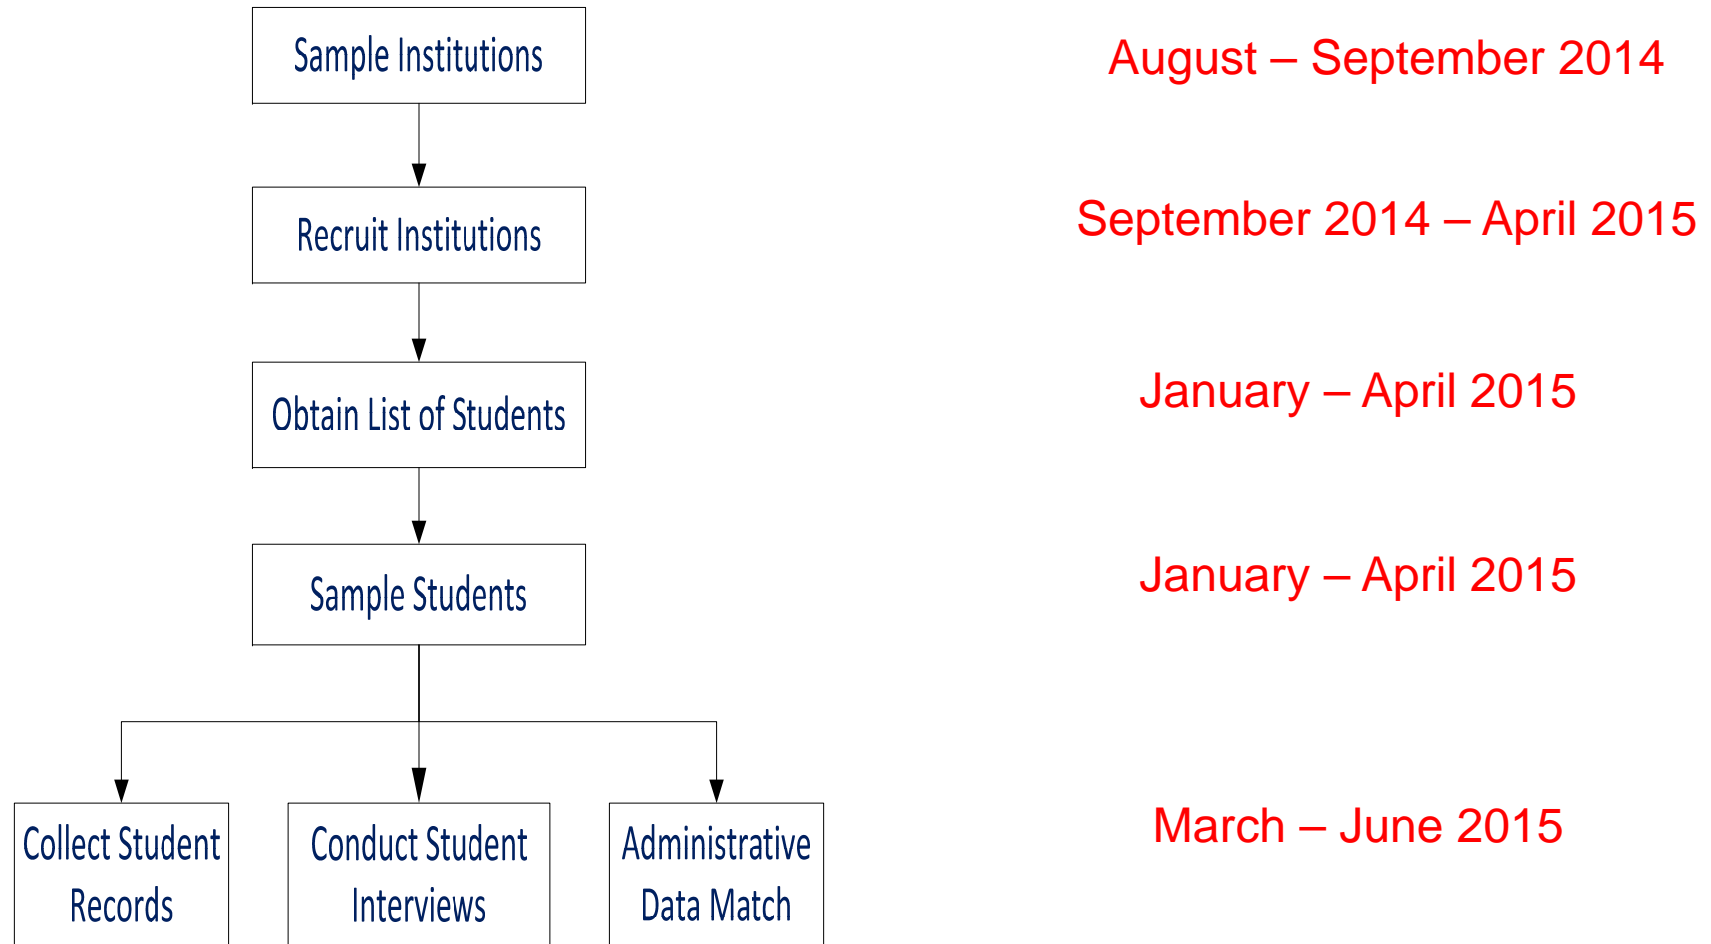 Sample Institutions
August – September 2014
Recruit Institutions
September 2014 – April 2015
Obtain List of Students
January – April 2015
Sample Students
January – April 2015
Collect Student
Records
Conduct Student
Interviews
Administrative
Data Match
March – June 2015